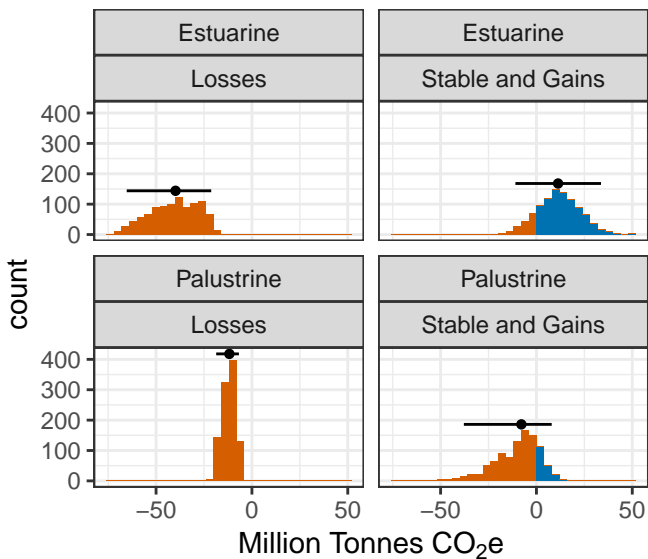 Estuarine
Losses
Estuarine
Stable and Gains
400
300
200
100
0
Palustrine
Losses
Palustrine
Stable and Gains
400
300
200
100
0
count
−50
0
50
−50
0
50
Million Tonnes CO₂e